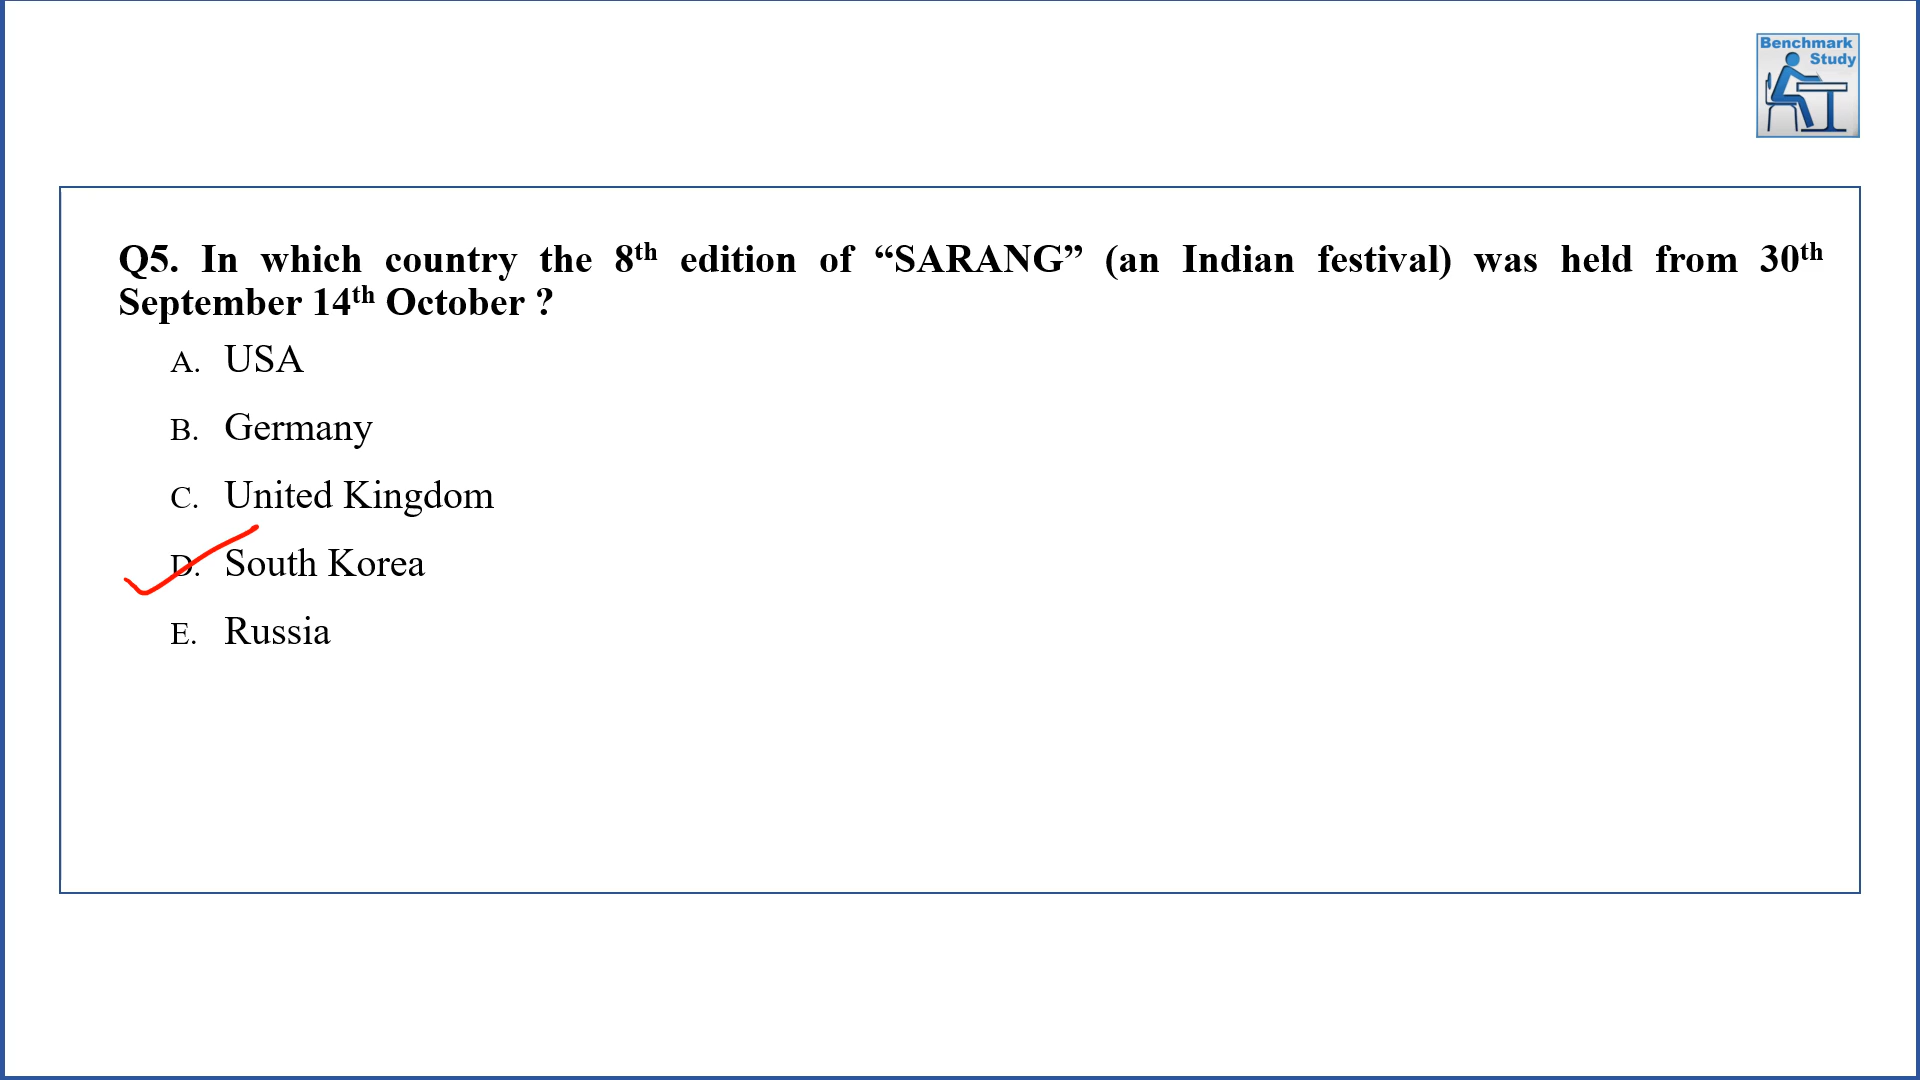 Benchmark
Study
Q5. In which country the 8th edition of “SARANG” (an Indian festival) was held from 30th
September 14th October ?
A. USA
B. Germany
C. United Kingdom
D. South Korea
E. Russia